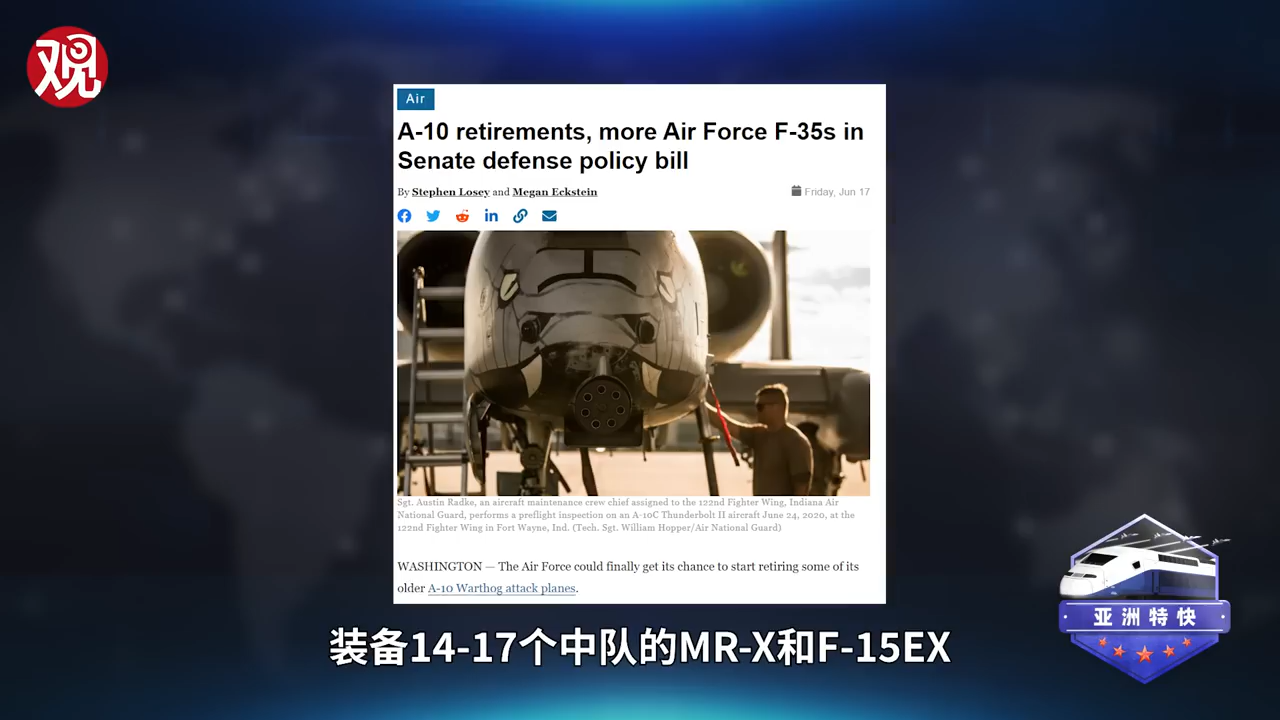 观
Air
A-10 retirements, more Air Force F-35s in
Senate defense policy bill
By Stephen Losey and Megan Eckstein
Friday, Jun 17
Sgt. Austin Radke, an aircraft maintenance crew chief assigned to the 122nd Fighter Wing, Indiana Air
National Guard, performs a preflight inspection on an A-10C Thunderbolt II aircraft June 24, 2020, at the
122nd Fighter Wing in Fort Wayne, Ind. (Tech. Sgt. William Hopper/Air National Guard)
WASHINGTON — The Air Force could finally get its chance to start retiring some of its
older A-10 Warthog attack planes.
亚洲特快
装备14-17个中队的MR-X和F-15EX